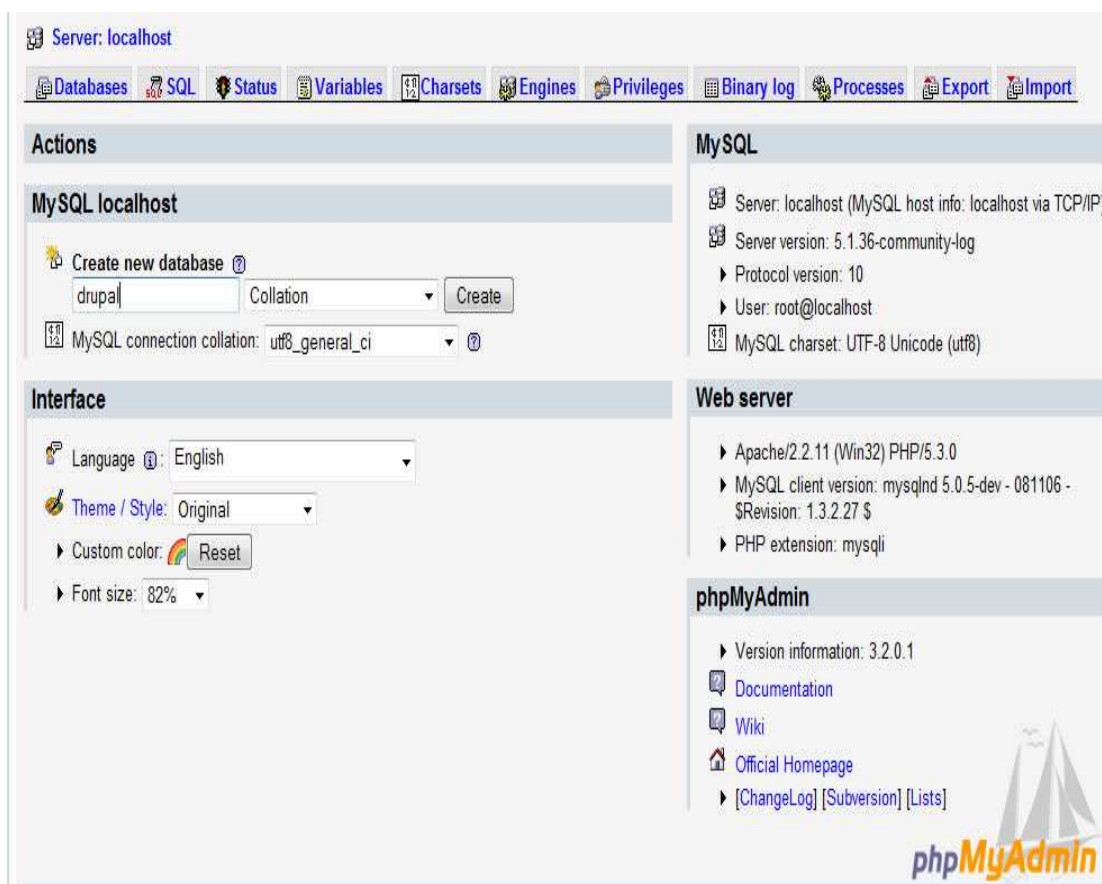 Server: localhost
Databases SQL Status Variables Charsets Engines Privileges Binary log Processes Export Import
Actions
MySQL localhost
Create new database
drupal Collation Create
MySQL connection collation: utf8_general_ci
Interface
Language : English
Theme / Style: Original
Custom color: Reset
Font size: 82%
MySQL
Server: localhost (MySQL host info: localhost via TCP/IP)
Server version: 5.1.36-community-log
Protocol version: 10
User: root@localhost
MySQL charset: UTF-8 Unicode (utf8)
Web server
Apache/2.2.11 (Win32) PHP/5.3.0
MySQL client version: mysqlnd 5.0.5-dev - 081106 -
$Revision: 1.3.2.27 $
PHP extension: mysqli
phpMyAdmin
Version information: 3.2.0.1
Documentation
Wiki
Official Homepage
[ChangeLog] [Subversion] [Lists]
phpMyAdmin